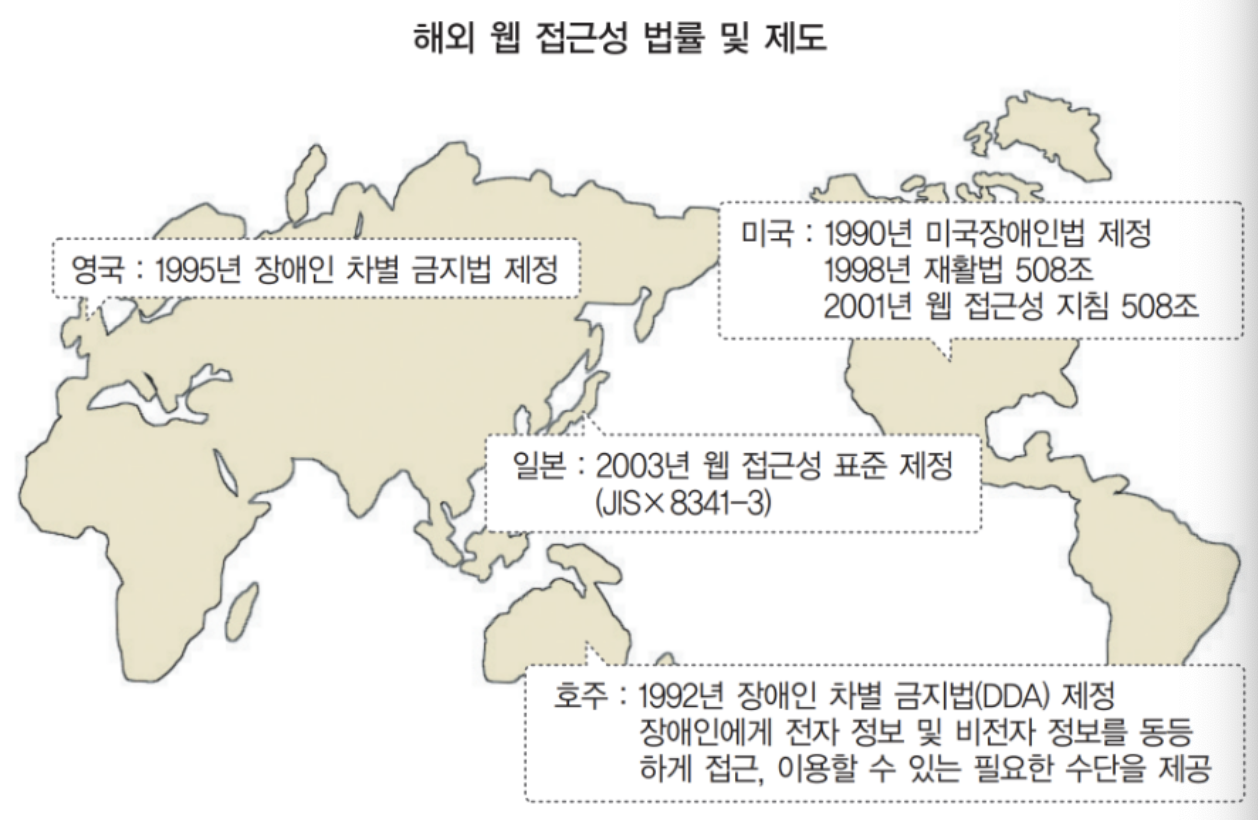 해외 웹 접근성 법률 및 제도
영국 : 1995년 장애인 차별 금지법 제정
미국 : 1990년 미국장애인법 제정
1998년 재활법 508조
2001년 웹 접근성 지침 508조
일본 : 2003년 웹 접근성 표준 제정
(JIS×8341-3)
호주 : 1992년 장애인 차별 금지법(DDA) 제정
장애인에게 전자 정보 및 비전자 정보를 동등
하게 접근, 이용할 수 있는 필요한 수단을 제공